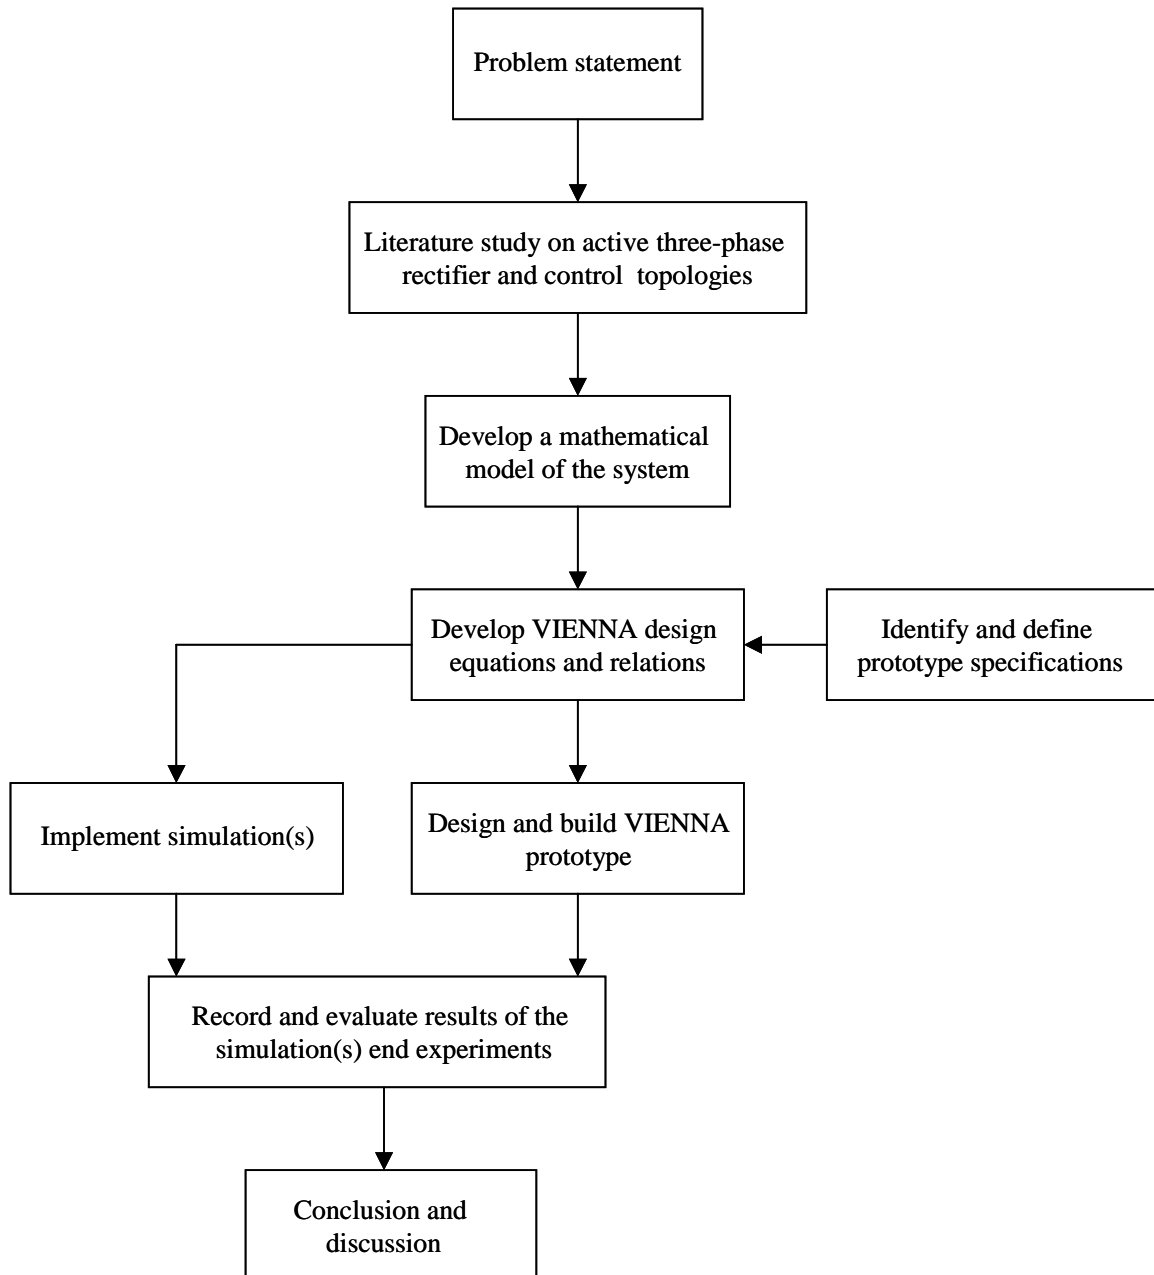 Problem statement
Literature study on active three-phase
rectifier and control topologies
Develop a mathematical
model of the system
Develop VIENNA design
equations and relations
Identify and define
prototype specifications
Implement simulation(s)
Design and build VIENNA
prototype
Record and evaluate results of the
simulation(s) end experiments
Conclusion and
discussion